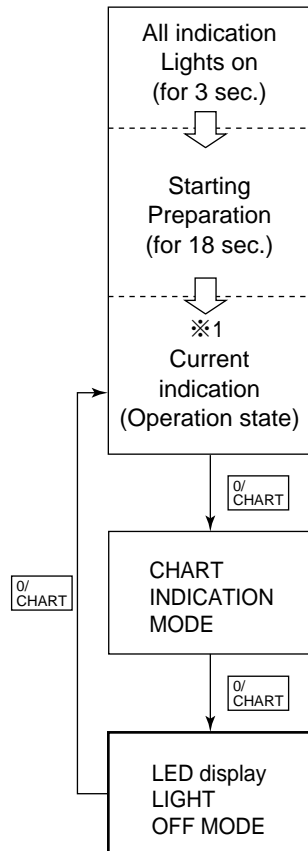 All indication
Lights on
(for 3 sec.)
Starting
Preparation
(for 18 sec.)
※1
Current
indication
(Operation state)
0/
CHART
0/
CHART
CHART
INDICATION
MODE
0/
CHART
LED display
LIGHT
OFF MODE